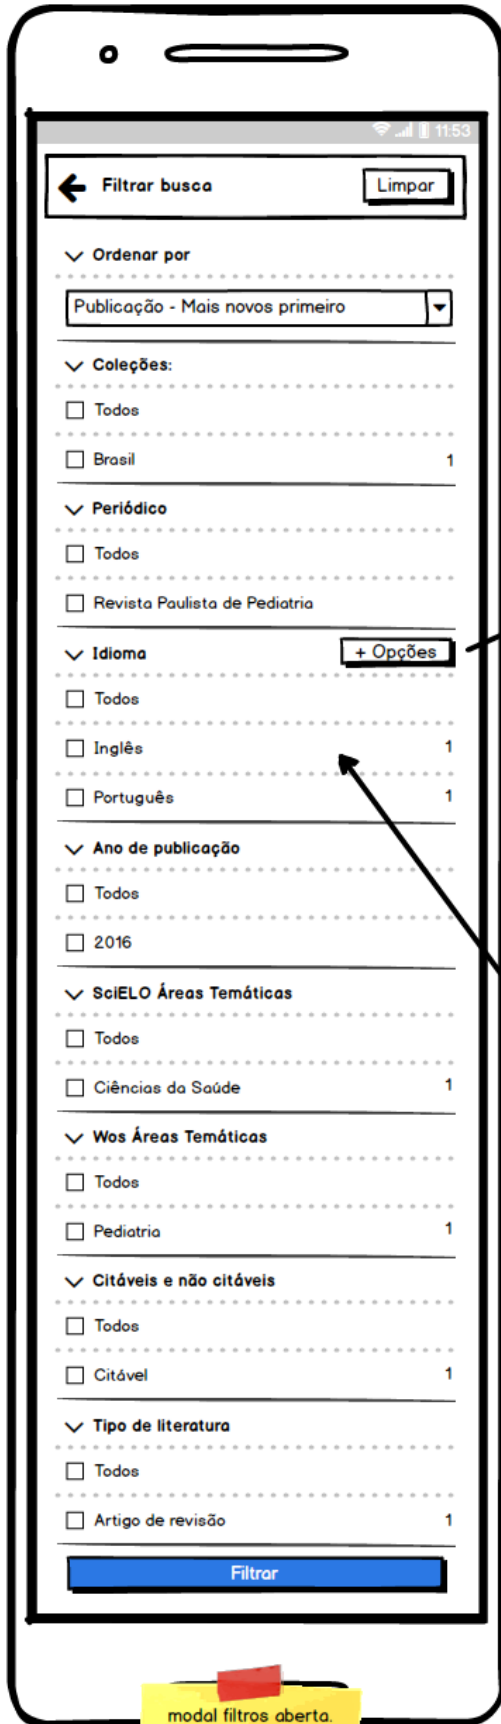 11:53
Filtrar busca Limpar
Ordenar por
Publicação - Mais novos primeiro
Coleções:
Todos
Brasil 1
Periódico
Todos
Revista Paulista de Pediatria
Idioma + Opções
Todos
Inglês 1
Português 1
Ano de publicação
Todos
2016
SciELO Áreas Temáticas
Todos
Ciências da Saúde 1
Wos Áreas Temáticas
Todos
Pediatria 1
Citáveis e não citáveis
Todos
Citável 1
Tipo de literatura
Todos
Artigo de revisão 1
Filtrar
modal filtros aberta.